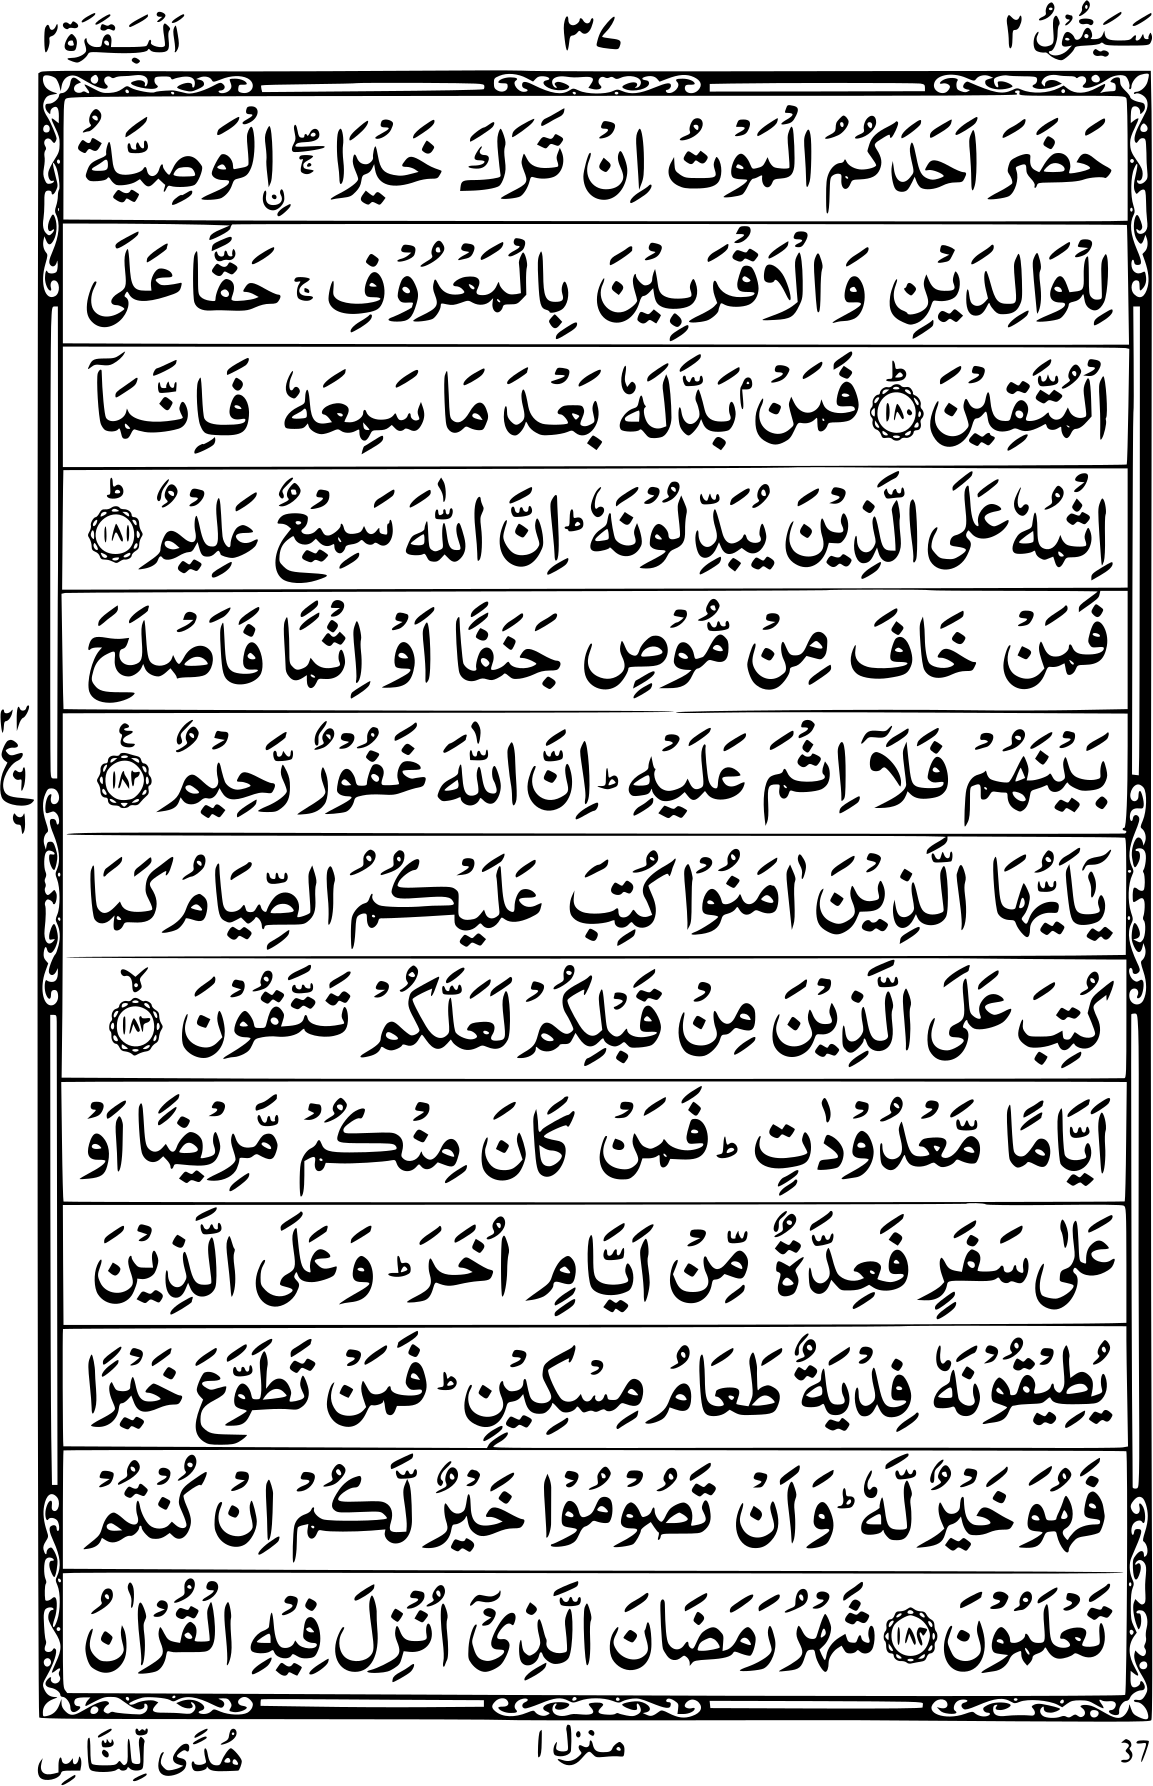 سَيَقُوْلُ ٢ ٣٧ اَلْبَقَرَة ٢
حَضَرَ اَحَدَكُمُ الْمَوْتُ اِنْ تَرَكَ خَيْرَا ۖۚ اِۨلْوَصِيَّةُ
لِلْوَالِدَيْنِ وَ الْاَقْرَبِيْنَ بِالْمَعْرُوْفِ ۚ حَقًّا عَلَى
الْمُتَّقِيْنَ ؕ﴿١٨٠﴾ فَمَنْۢ بَدَّلَهٗ بَعْدَ مَا سَمِعَهٗ فَاِنَّمَاۤ
اِثْمُهٗ عَلَى الَّذِيْنَ يُبَدِّلُوْنَهٗ ؕ اِنَّ اللّٰهَ سَمِيْعٌ عَلِيْمٌ ؕ﴿١٨١﴾
فَمَنْ خَافَ مِنْ مُّوْصٍ جَنَفًا اَوْ اِثْمًا فَاَصْلَحَ
بَيْنَهُمْ فَلَاۤ اِثْمَ عَلَيْهِ ؕ اِنَّ اللّٰهَ غَفُوْرٌ رَّحِيْمٌ ﴿١٨٢﴾ ع
٢٢ ع ٦ ٦
يٰۤاَيُّهَا الَّذِيْنَ اٰمَنُوْا كُتِبَ عَلَيْكُمُ الصِّيَامُ كَمَا
كُتِبَ عَلَى الَّذِيْنَ مِنْ قَبْلِكُمْ لَعَلَّكُمْ تَتَّقُوْنَ ۙ﴿١٨٣﴾
اَيَّامًا مَّعْدُوْدٰتٍ ؕ فَمَنْ كَانَ مِنْكُمْ مَّرِيْضًا اَوْ
عَلٰى سَفَرٍ فَعِدَّةٌ مِّنْ اَيَّامٍ اُخَرَ ؕ وَ عَلَى الَّذِيْنَ
يُطِيْقُوْنَهٗ فِدْيَةٌ طَعَامُ مِسْكِيْنٍ ؕ فَمَنْ تَطَوَّعَ خَيْرًا
فَهُوَ خَيْرٌ لَّهٗ ؕ وَ اَنْ تَصُوْمُوْا خَيْرٌ لَّكُمْ اِنْ كُنْتُمْ
تَعْلَمُوْنَ ﴿١٨٤﴾ شَهْرُ رَمَضَانَ الَّذِيْۤ اُنْزِلَ فِيْهِ الْقُرْاٰنُ
37 منزل ١ هُدًى لِّلنَّاسِ